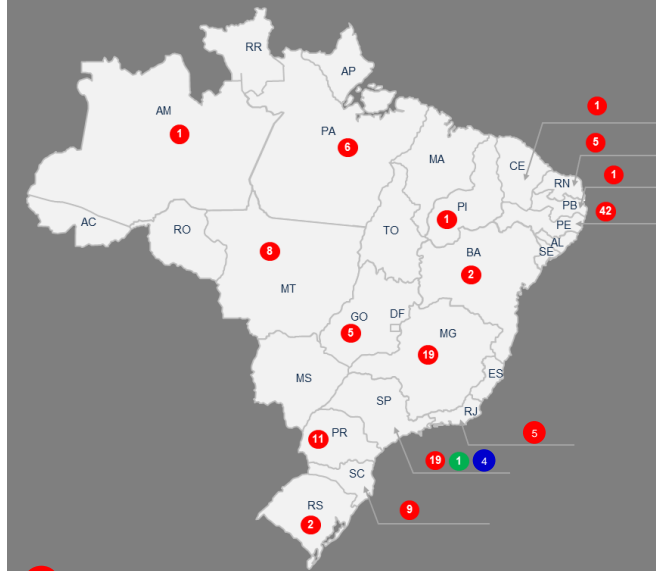 RR
AP
AM
1
PA
6
MA
CE
1
RN
5
PB
1
PE
42
AL
SE
PI
1
AC
RO
TO
8
MT
BA
2
GO
5
DF
MG
19
ES
MS
SP
RJ
5
PR
11
19 1 4
SC
9
RS
2